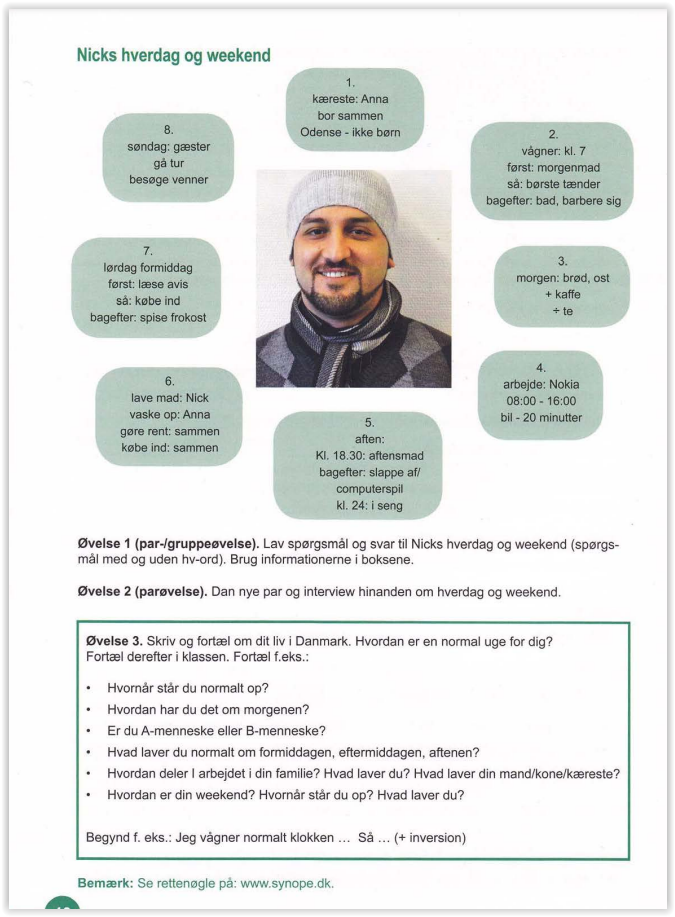 Nicks hverdag og weekend
1.
kæreste: Anna
bor sammen
Odense - ikke børn
2.
vågner: kl. 7
først: morgenmad
så: børste tænder
bagefter: bad, barbere sig
3.
morgen: brød, ost
+ kaffe
÷ te
4.
arbejde: Nokia
08:00 - 16:00
bil - 20 minutter
5.
aften:
Kl. 18.30: aftensmad
bagefter: slappe af/
computerspil
kl. 24: i seng
6.
lave mad: Nick
vaske op: Anna
gøre rent: sammen
købe ind: sammen
7.
lørdag formiddag
først: læse avis
så: købe ind
bagefter: spise frokost
8.
søndag: gæster
gå tur
besøge venner
Øvelse 1 (par-/gruppeøvelse). Lav spørgsmål og svar til Nicks hverdag og weekend (spørgs-
mål med og uden hv-ord). Brug informationerne i boksene.
Øvelse 2 (parøvelse). Dan nye par og interview hinanden om hverdag og weekend.
Øvelse 3. Skriv og fortæl om dit liv i Danmark. Hvordan er en normal uge for dig?
Fortæl derefter i klassen. Fortæl f.eks.:
• Hvornår står du normalt op?
• Hvordan har du det om morgenen?
• Er du A-menneske eller B-menneske?
• Hvad laver du normalt om formiddagen, eftermiddagen, aftenen?
• Hvordan deler I arbejdet i din familie? Hvad laver du? Hvad laver din mand/kone/kæreste?
• Hvordan er din weekend? Hvornår står du op? Hvad laver du?
Begynd f. eks.: Jeg vågner normalt klokken … Så … (+ inversion)
Bemærk: Se rettenøgle på: www.synope.dk.